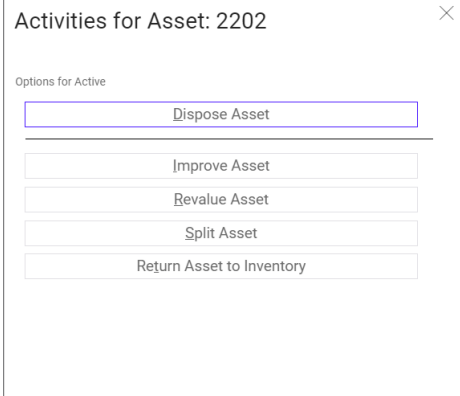 Activities for Asset: 2202
Options for Active
Dispose Asset
Improve Asset
Revalue Asset
Split Asset
Return Asset to Inventory